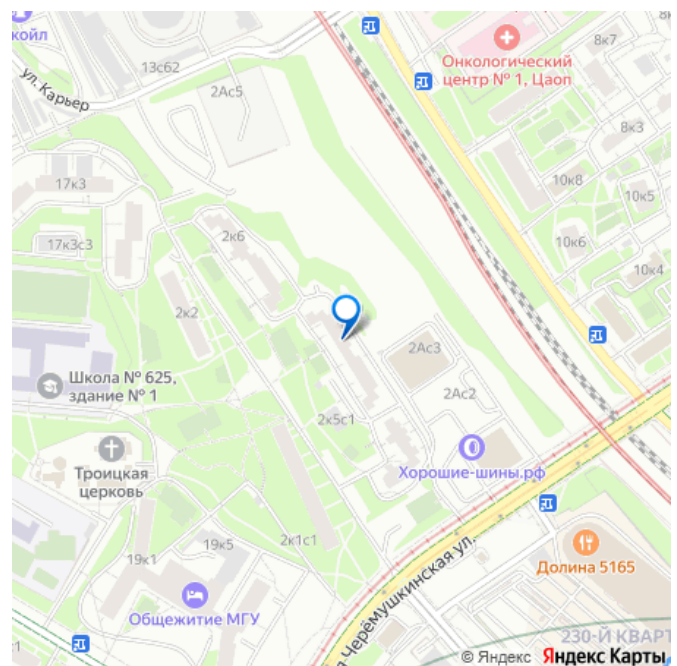 койл
13с62
ул. Карьер
2Ас5
Онкологический
центр № 1, Цаоп
8к7
8к3
10к8
10к5
10к6
10к4
17к3
17к3с3
2к6
2к2
2Ас3
2Ас2
Школа № 625,
здание № 1
2к5с1
Троицкая
церковь
Хорошие-шины.рф
2к1с1
19к1
19к5
Общежитие МГУ
я Черёмушкинская ул.
Долина 5165
230-Й КВАРТ
© Яндекс Яндекс Карты